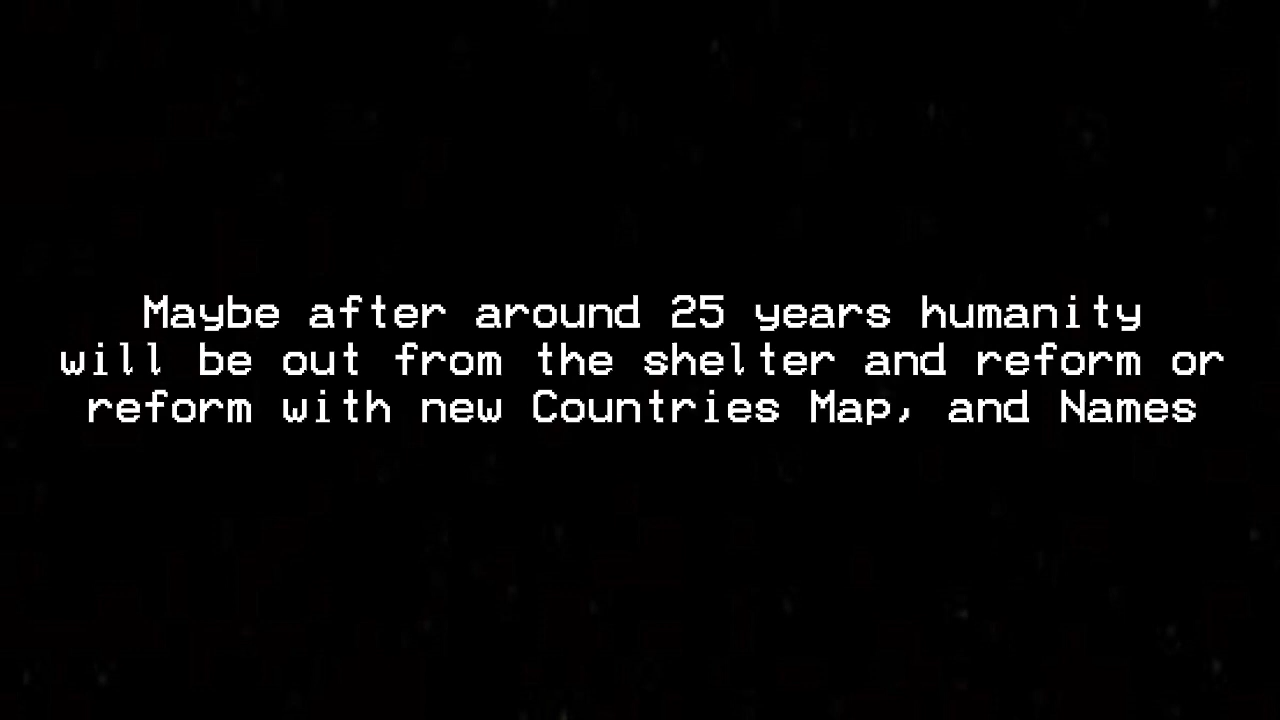 Maybe after around 25 years humanity
will be out from the shelter and reform or
reform with new Countries Map, and Names